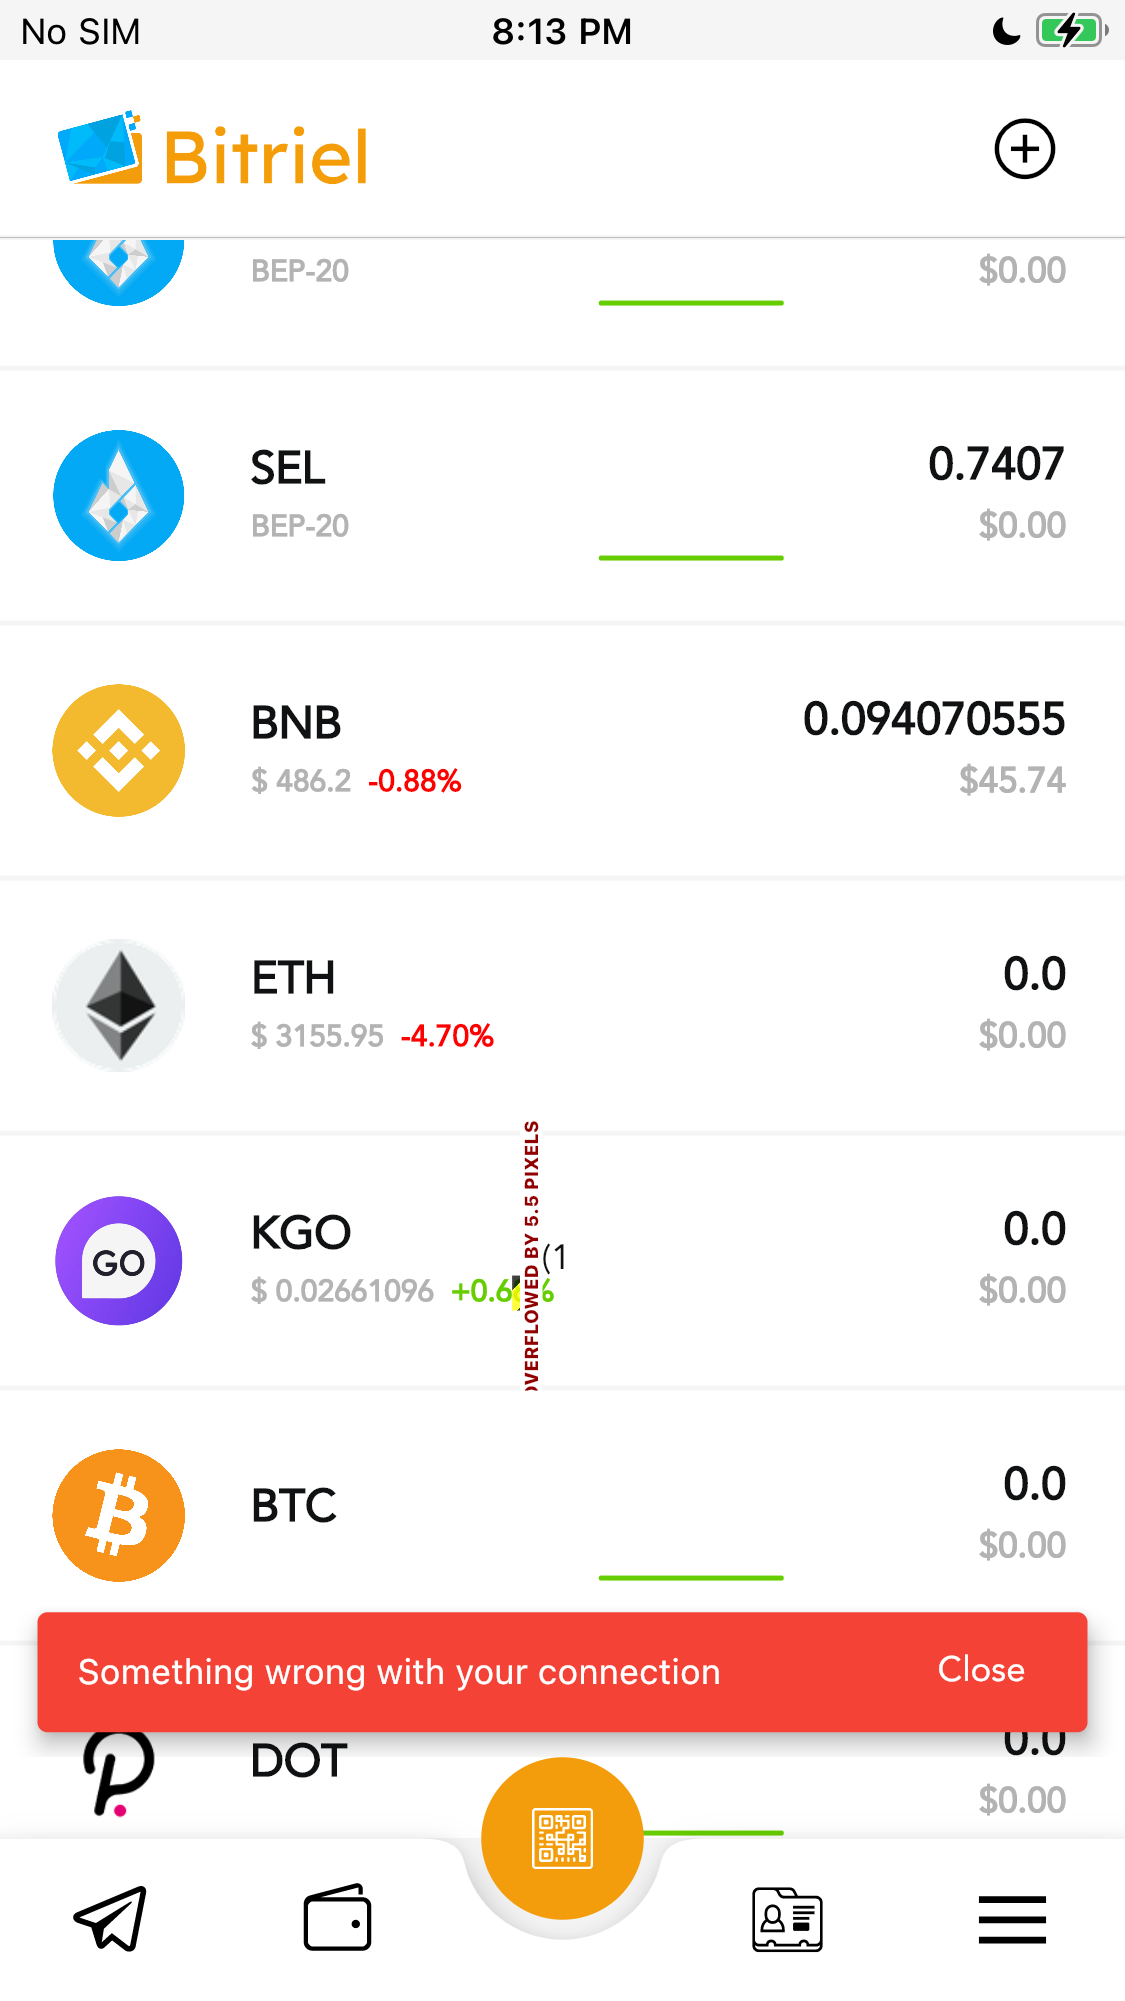 No SIM
8:13 PM
Bitriel
BEP-20
$0.00
SEL
0.7407
BEP-20
$0.00
BNB
0.094070555
$ 486.2 -0.88%
$45.74
ETH
0.0
$ 3155.95 -4.70%
$0.00
OVERFLOWED BY 5.5 PIXELS
GO
KGO
(1
0.0
$ 0.02661096 +0.6 %
$0.00
BTC
0.0
$0.00
Something wrong with your connection
Close
DOT
0.0
$0.00